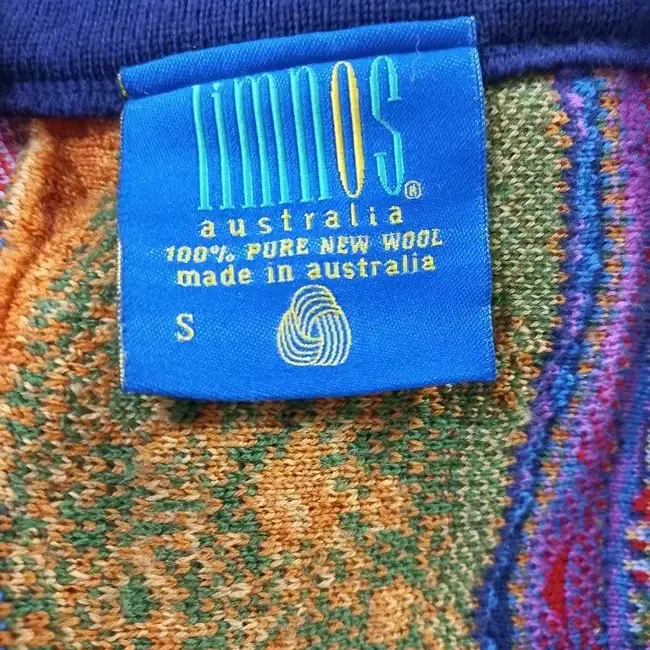 limnos®
australia
100% PURE NEW WOOL
made in australia
S